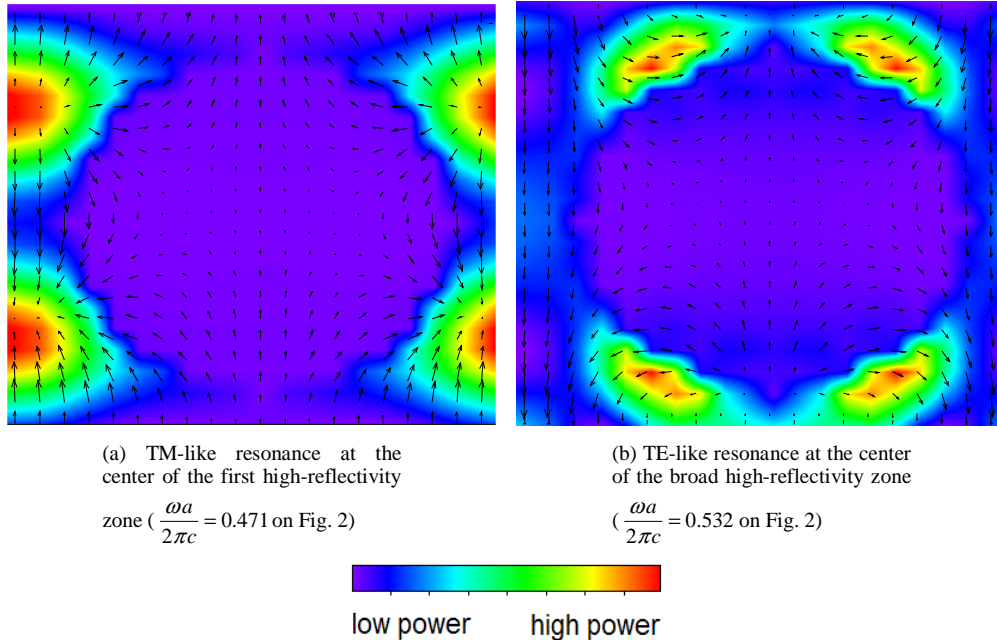 (a) TM-like resonance at the
center of the first high-reflectivity
zone ( ωa/2πc = 0.471 on Fig. 2)
(b) TE-like resonance at the center
of the broad high-reflectivity zone
( ωa/2πc = 0.532 on Fig. 2)
low power high power